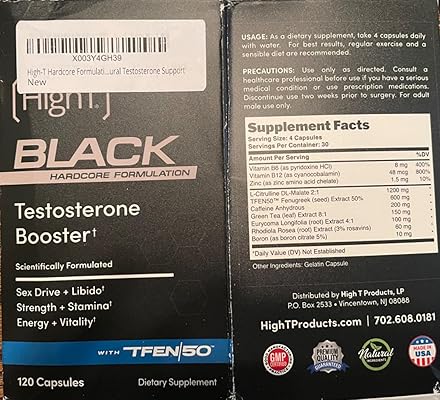 X003Y4GH39
High-T Hardcore Formulati...ural Testosterone Support
New
[HighT.]
BLACK
HARDCORE FORMULATION
Testosterone
Booster†
Scientifically Formulated
Sex Drive + Libido†
Strength + Stamina†
Energy + Vitality†
WITH TFEN|50™
120 Capsules
Dietary Supplement
USAGE: As a dietary supplement, take 4 capsules daily
with water. For best results, regular exercise and a
sensible diet are recommended.
PRECAUTIONS: Use only as directed. Consult a
healthcare professional before use if you have a serious
medical condition or use prescription medications.
Discontinue use two weeks prior to surgery. For adult
male use only.
Supplement Facts
Serving Size: 4 Capsules
Servings Per Container: 30
Amount Per Serving %DV
Vitamin B6 (as pyridoxine HCl) 8 mg 400%
Vitamin B12 (as cyanocobalamin) 48 mcg 800%
Zinc (as zinc amino acid chelate) 1.5 mg 10%
L-Citrulline DL-Malate 2:1 1200 mg
TFEN50™ Fenugreek (seed) Extract 50% 600 mg
Caffeine Anhydrous 200 mg
Green Tea (leaf) Extract 8:1 150 mg
Eurycoma Longifolia (root) Extract 4:1 100 mg
Rhodiola Rosea (root) Extract (3% rosavins) 60 mg
Boron (as boron citrate 5%) 10 mg
*Daily Value (DV) Not Established
Other Ingredients: Gelatin Capsule
Distributed by High T Products, LP
P.O. Box 2533 • Vincentown, NJ 08088
HighTProducts.com | 702.608.0181
GMP
CERTIFIED
PREMIUM
QUALITY
GUARANTEED
Natural
INGREDIENTS
MADE IN
USA